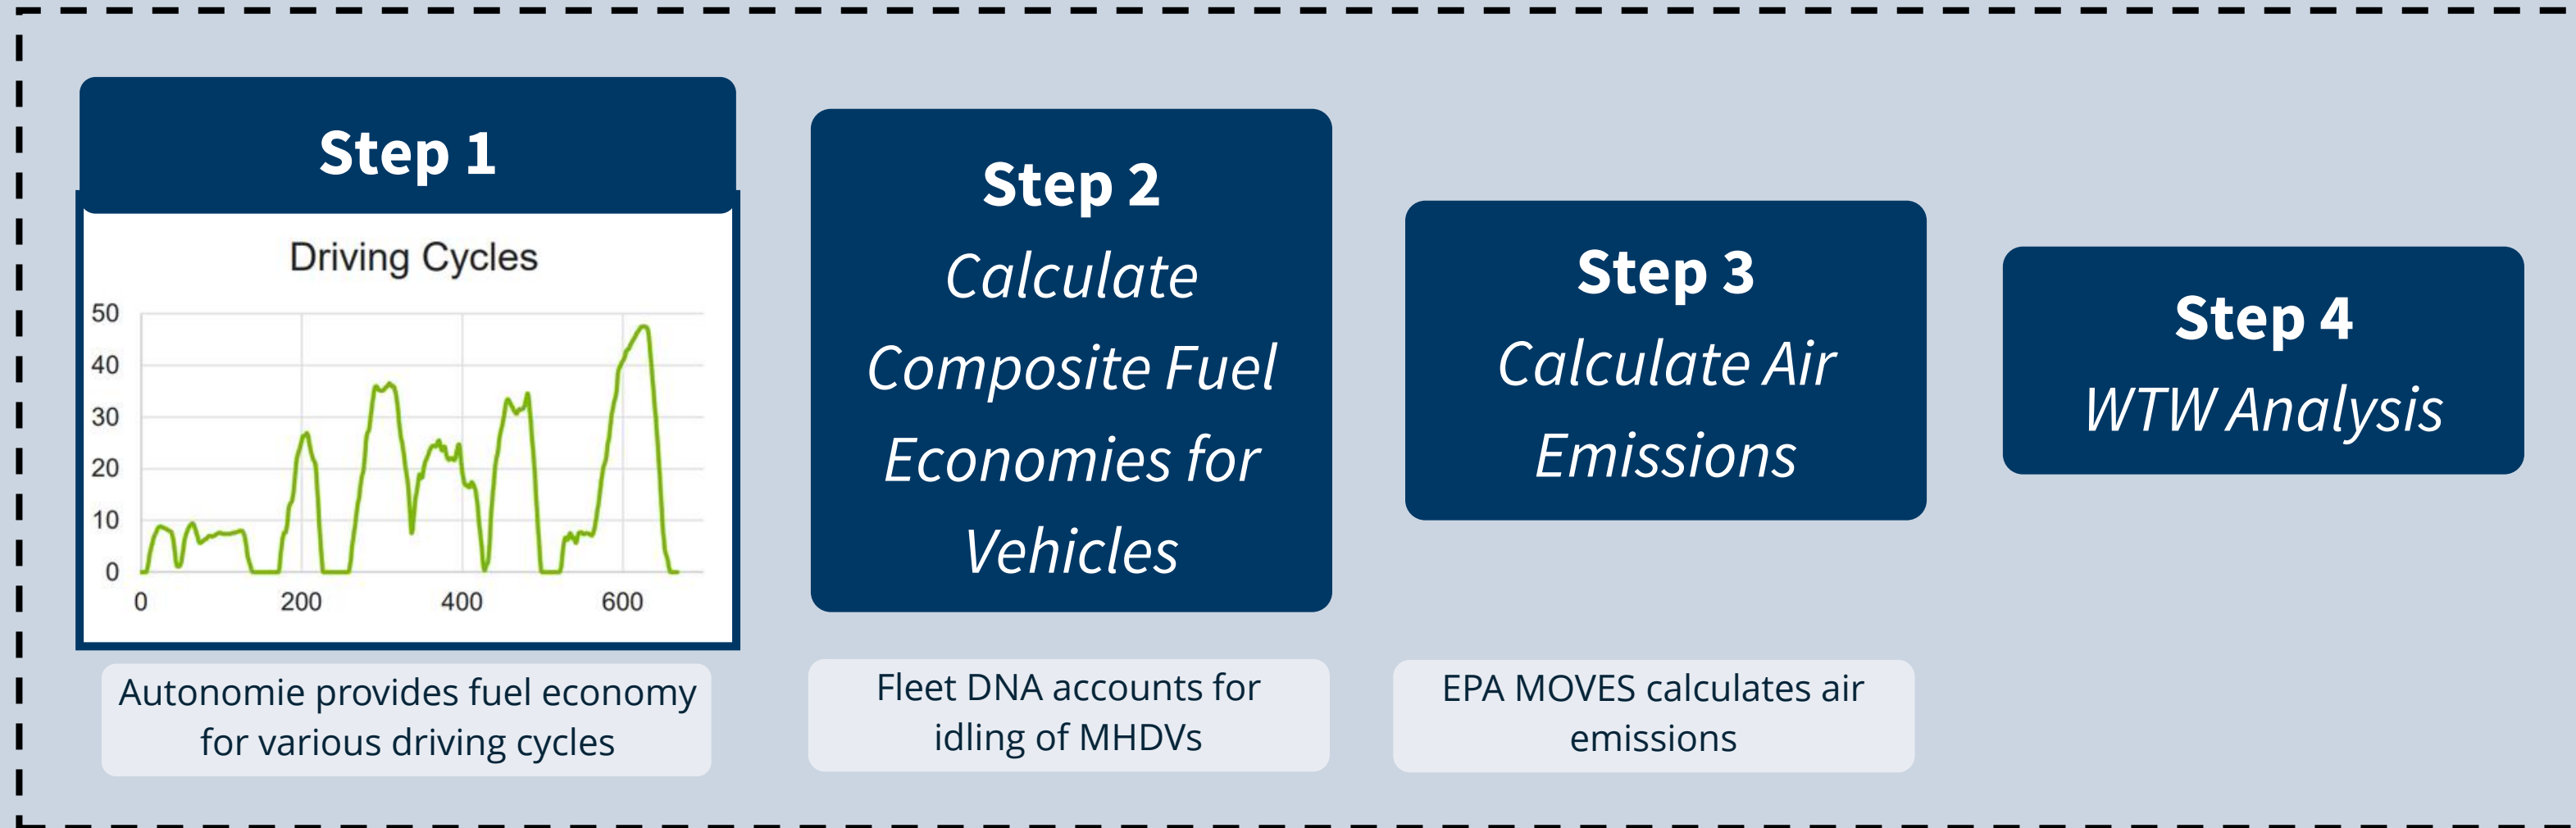 Step 1
Driving Cycles
50
40
30
20
10
0
0 200 400 600
Autonomie provides fuel economy
for various driving cycles
Step 2
Calculate
Composite Fuel
Economies for
Vehicles
Fleet DNA accounts for
idling of MHDVs
Step 3
Calculate Air
Emissions
EPA MOVES calculates air
emissions
Step 4
WTW Analysis